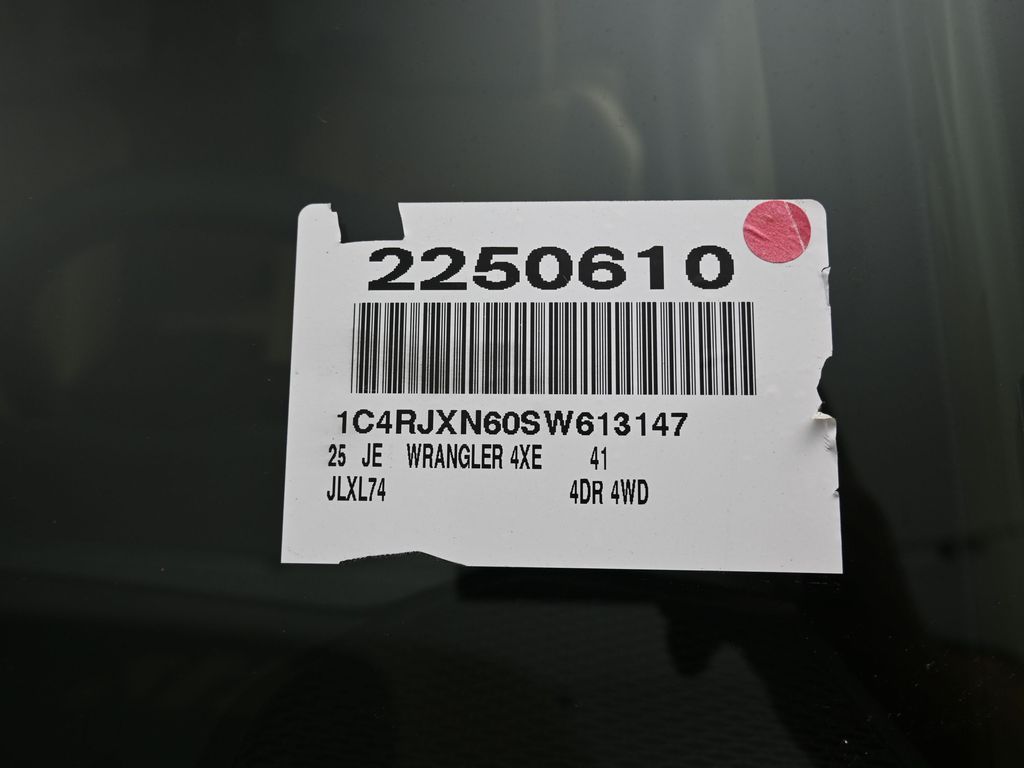 2250610
1C4RJXN60SW613147
25 JE WRANGLER 4XE 41
JLXL74 4DR 4WD